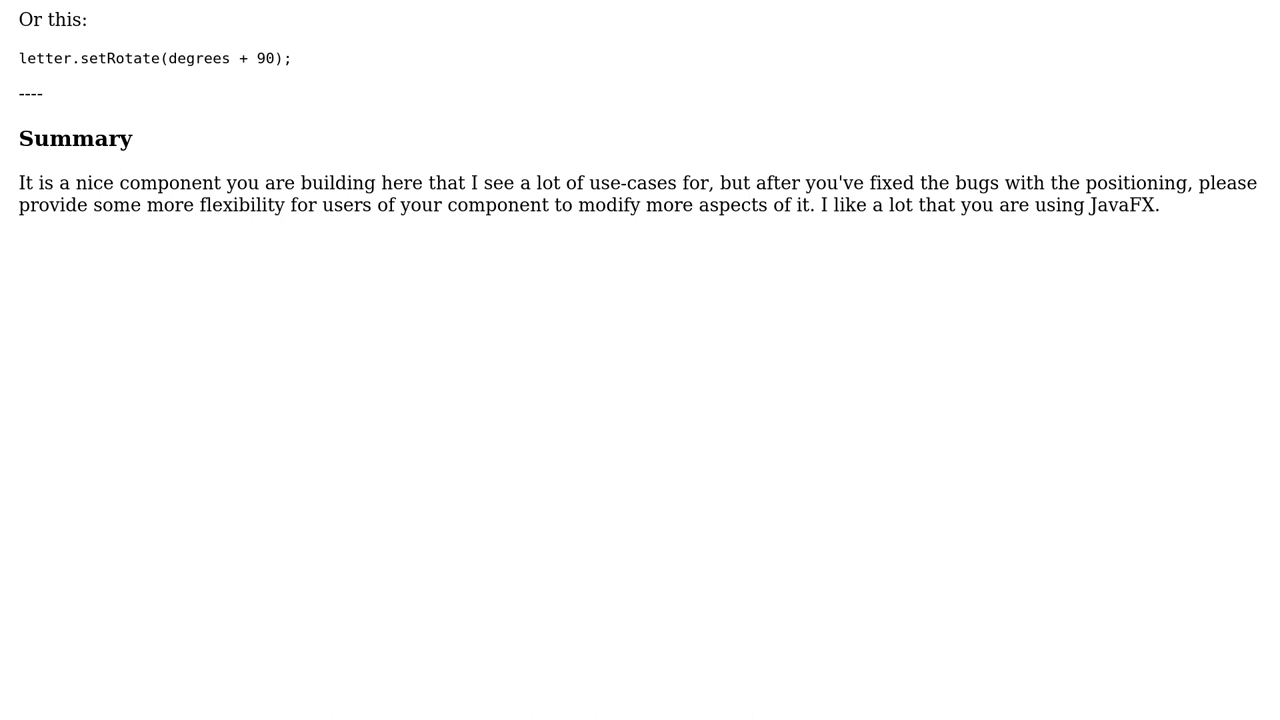 Or this:
letter.setRotate(degrees + 90);
----
Summary
It is a nice component you are building here that I see a lot of use-cases for, but after you've fixed the bugs with the positioning, please
provide some more flexibility for users of your component to modify more aspects of it. I like a lot that you are using JavaFX.